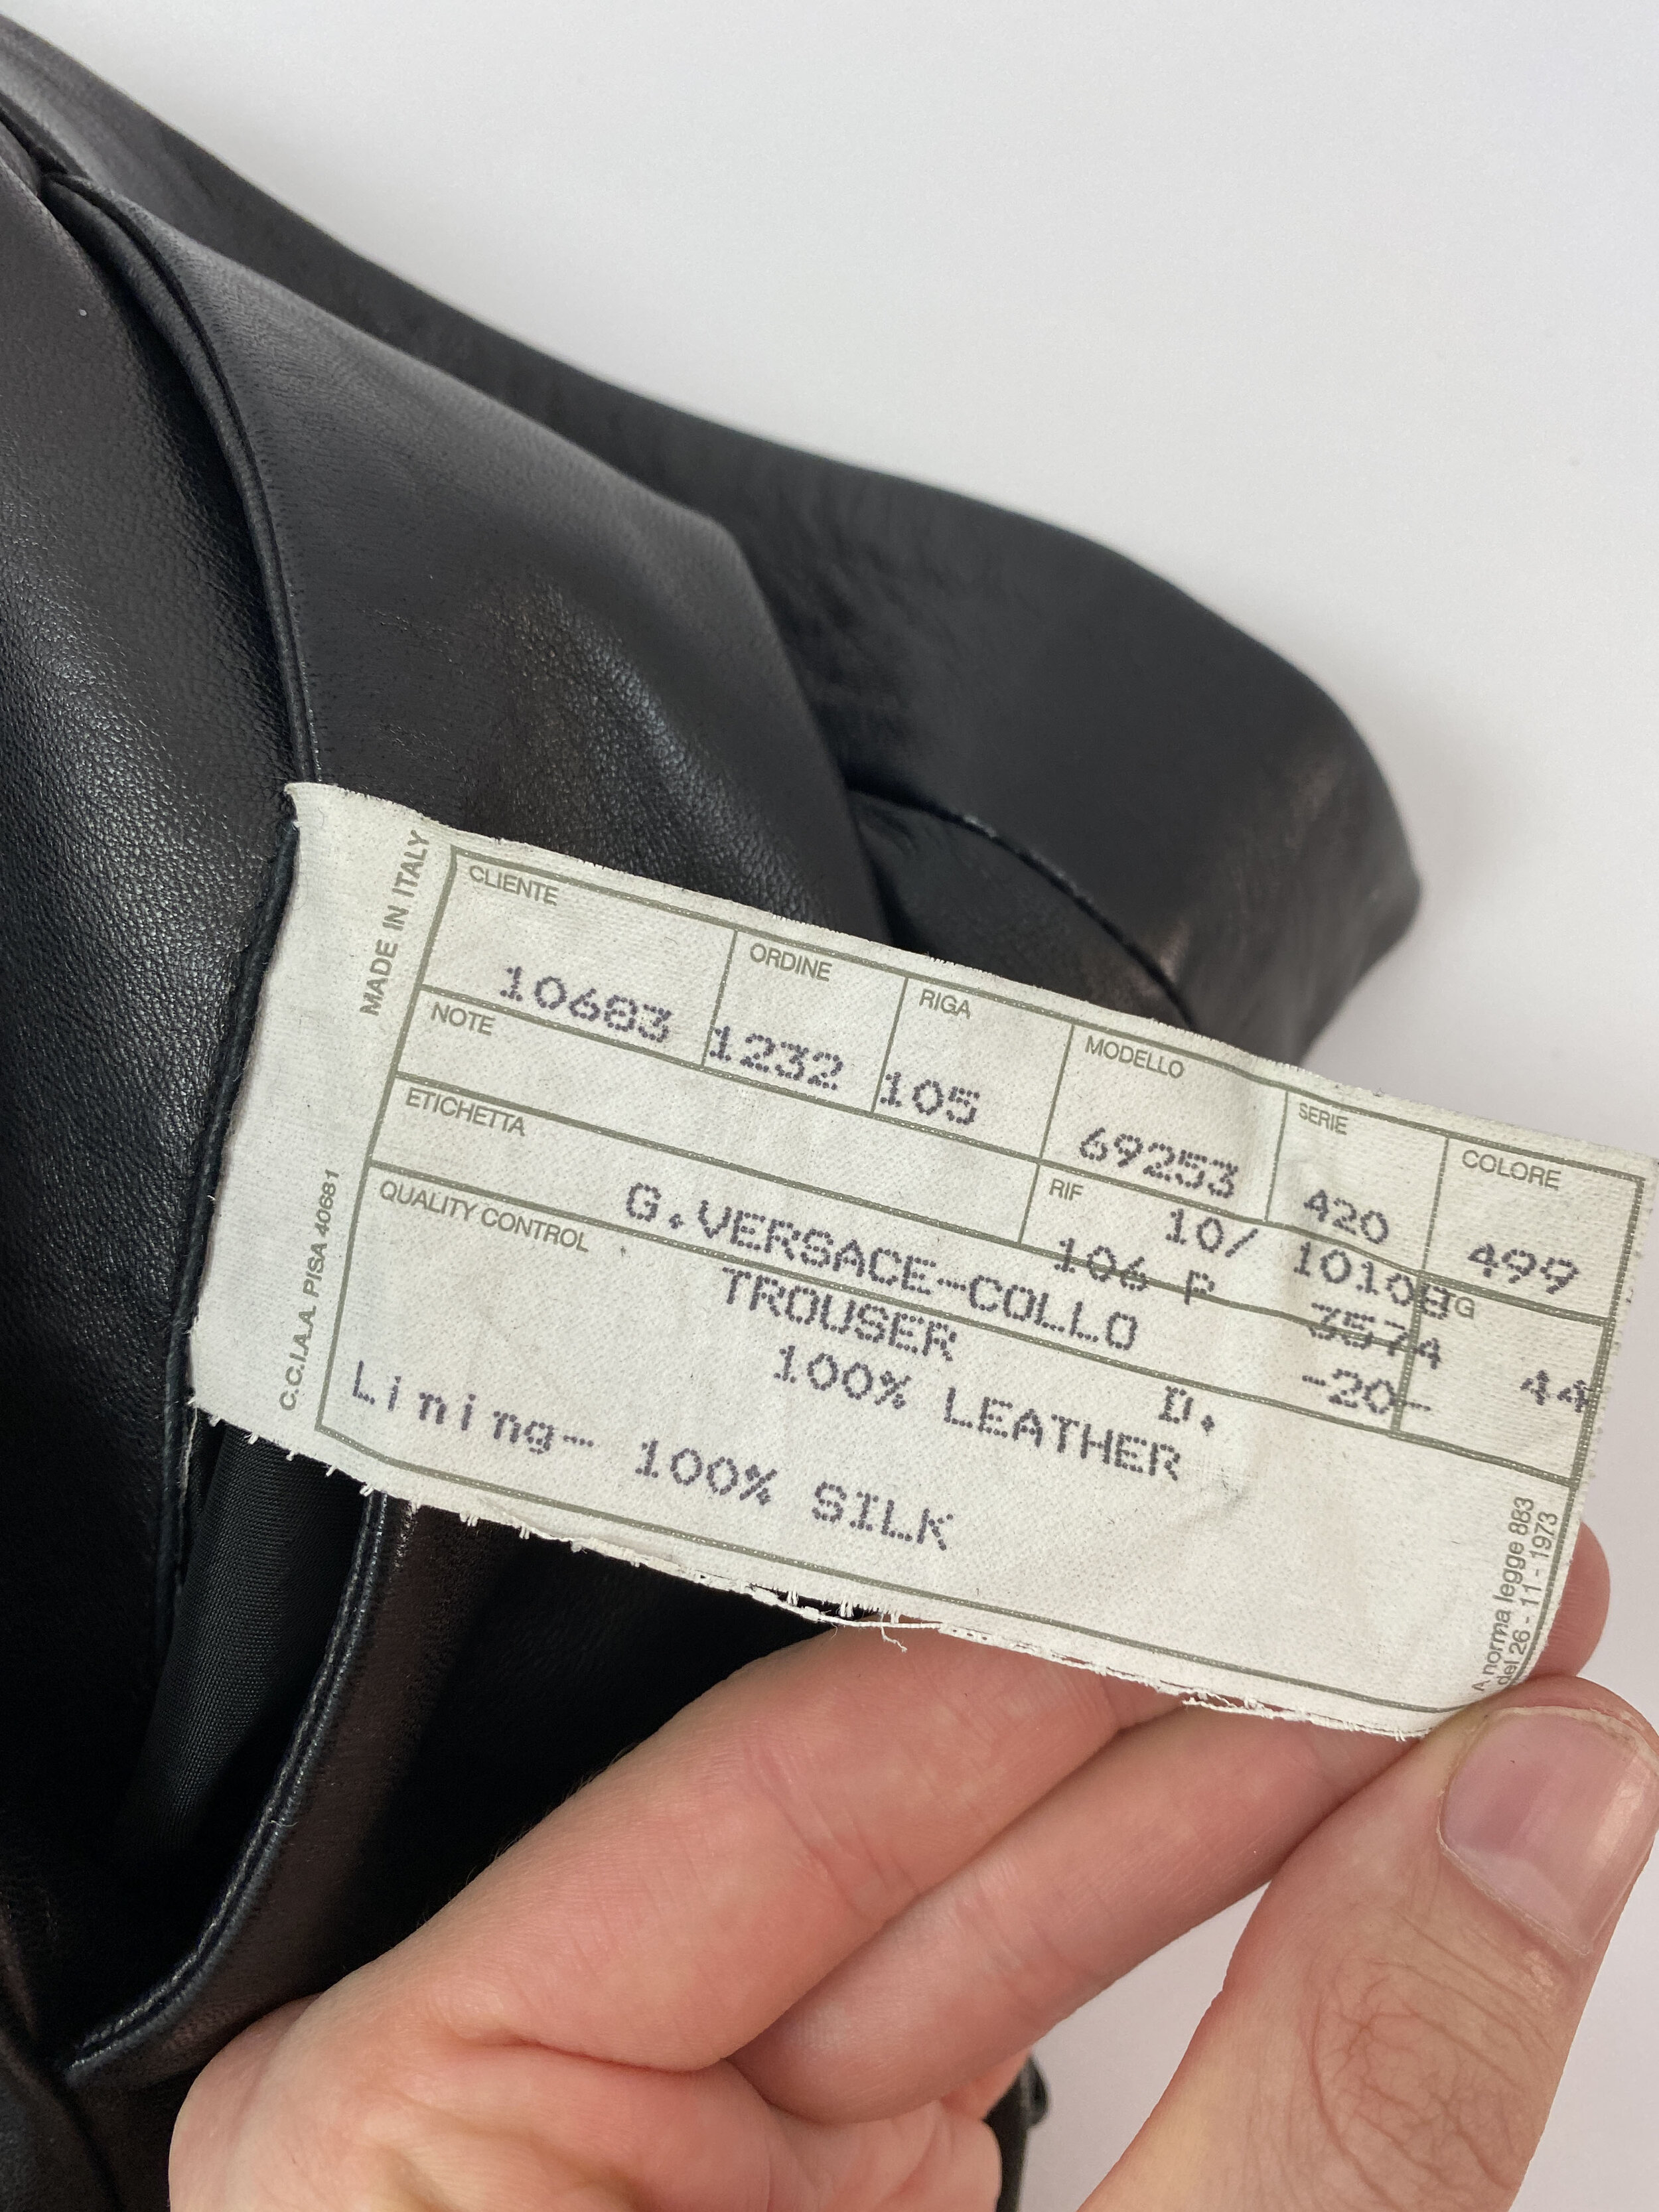 MADE IN ITALY
C.C.I.A.A. PISA 40681
CLIENTE ORDINE RIGA MODELLO SERIE COLORE
10683 1232 105 69253 420 499
NOTE RIF 10/ 10108
106 P 3574
ETICHETTA
G.VERSACE-COLLO -20- 44
QUALITY CONTROL
TROUSER D.
100% LEATHER
Lining- 100% SILK
A norma legge 883
del 26 - 11 - 1973